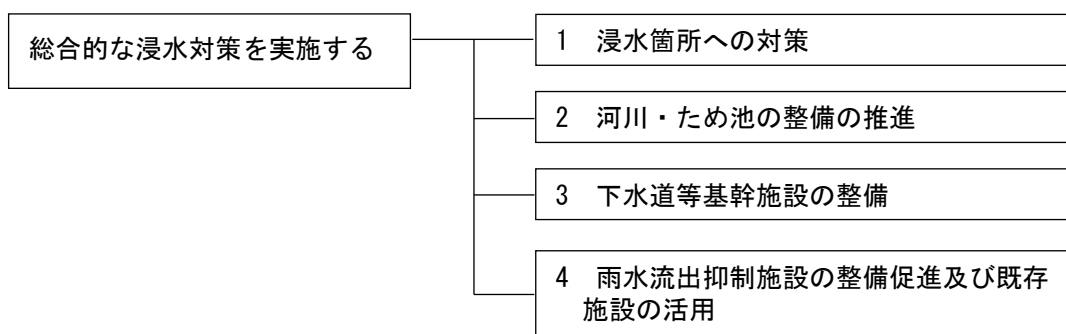 総合的な浸水対策を実施する
1　浸水箇所への対策
2　河川・ため池の整備の推進
3　下水道等基幹施設の整備
4　雨水流出抑制施設の整備促進及び既存
施設の活用